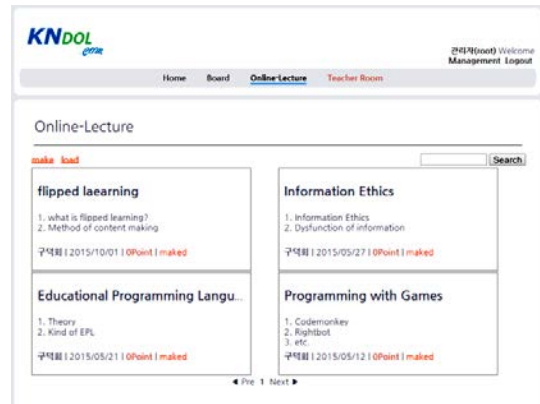 KNDOL
com
관리자(root) Welcome
Management Logout
Home Board Online-Lecture Teacher Room
Online-Lecture
make load
Search
flipped laearning
1. what is flipped learning?
2. Method of content making
구덕회 | 2015/10/01 | 0Point | maked
Information Ethics
1. Information Ethics
2. Dysfunction of information
구덕회 | 2015/05/27 | 0Point | maked
Educational Programming Langu...
1. Theory
2. Kind of EPL
구덕회 | 2015/05/21 | 0Point | maked
Programming with Games
1. Codemonkey
2. Rightbot
3. etc.
구덕회 | 2015/05/12 | 0Point | maked
◀ Pre 1 Next ▶